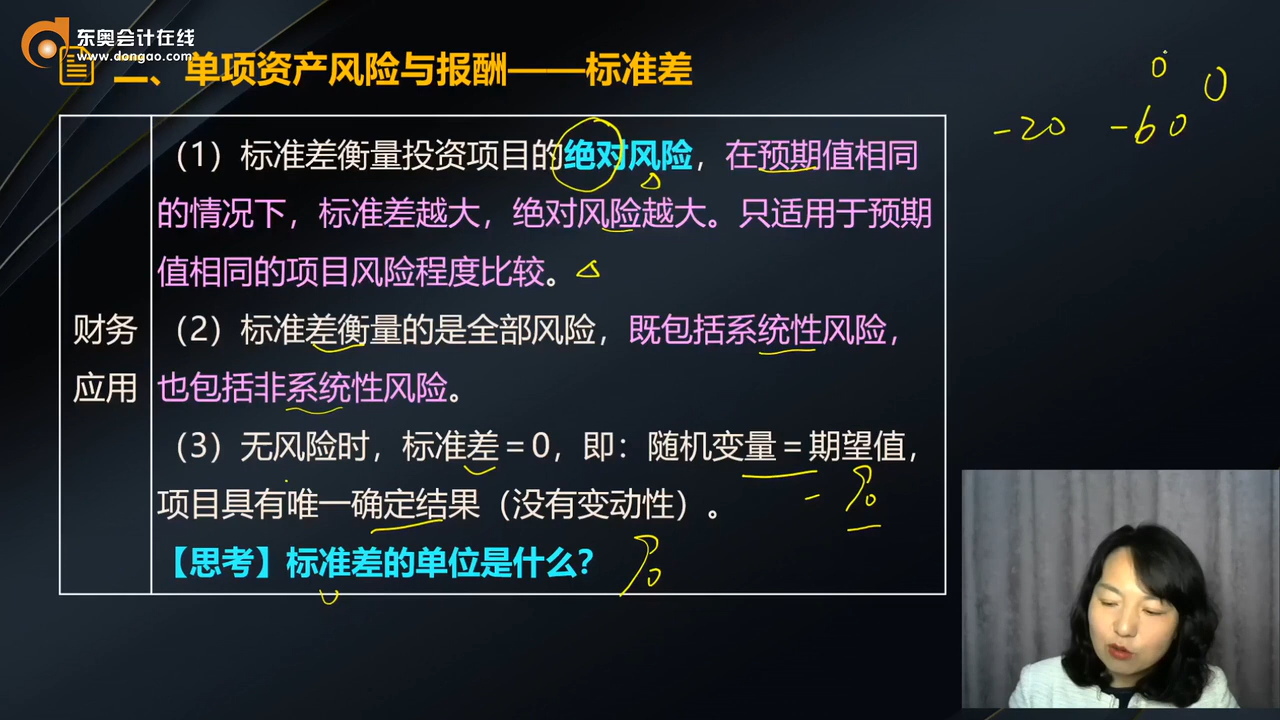 东奥会计在线
www.dongao.com
二、单项资产风险与报酬——标准差
0
0
-20 -60
财务
应用
（1）标准差衡量投资项目的绝对风险，在预期值相同
的情况下，标准差越大，绝对风险越大。只适用于预期
值相同的项目风险程度比较。
（2）标准差衡量的是全部风险，既包括系统性风险，
也包括非系统性风险。
（3）无风险时，标准差＝0，即：随机变量＝期望值，
项目具有唯一确定结果（没有变动性）。
- %
【思考】标准差的单位是什么？
%